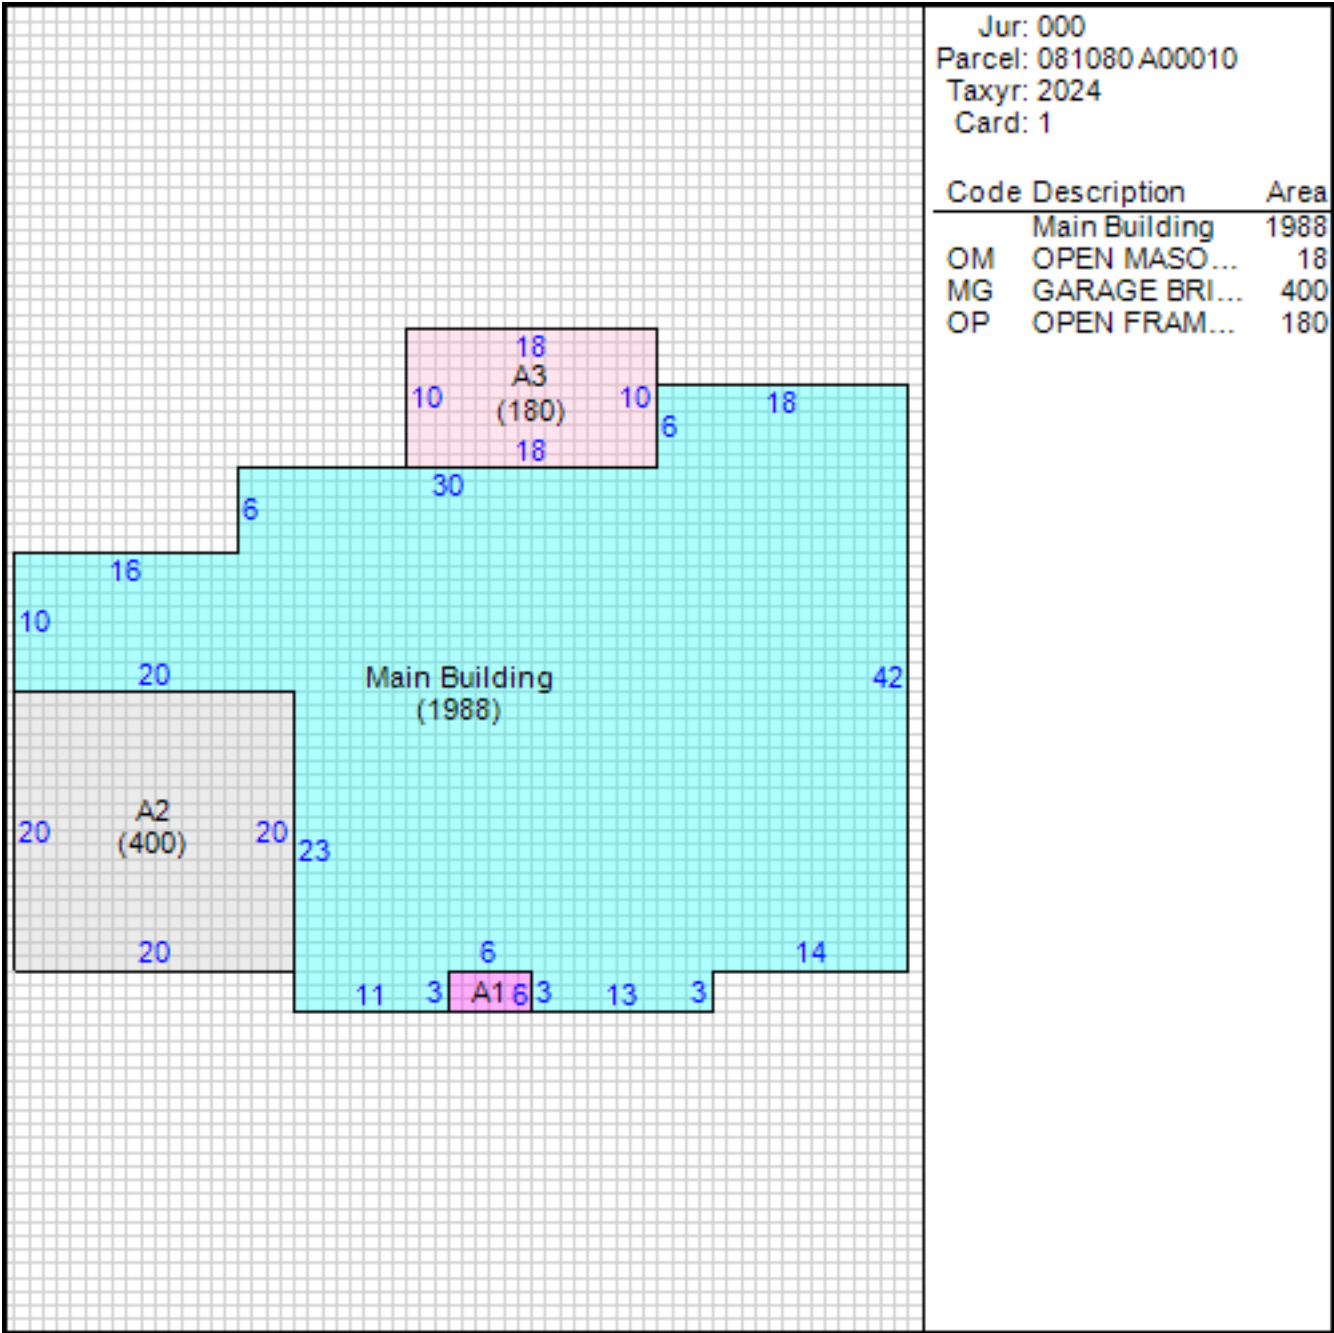 Jur: 000
Parcel: 081080 A00010
Taxyr: 2024
Card: 1
Code Description Area
Main Building 1988
OM OPEN MASO... 18
MG GARAGE BRI... 400
OP OPEN FRAM... 180
18
A3
10 10
(180)
18
18
6
30
6
16
10
20
Main Building
(1988)
42
A2
(400)
20 20
23
20
6
14
11 3 A1 6 3 13 3